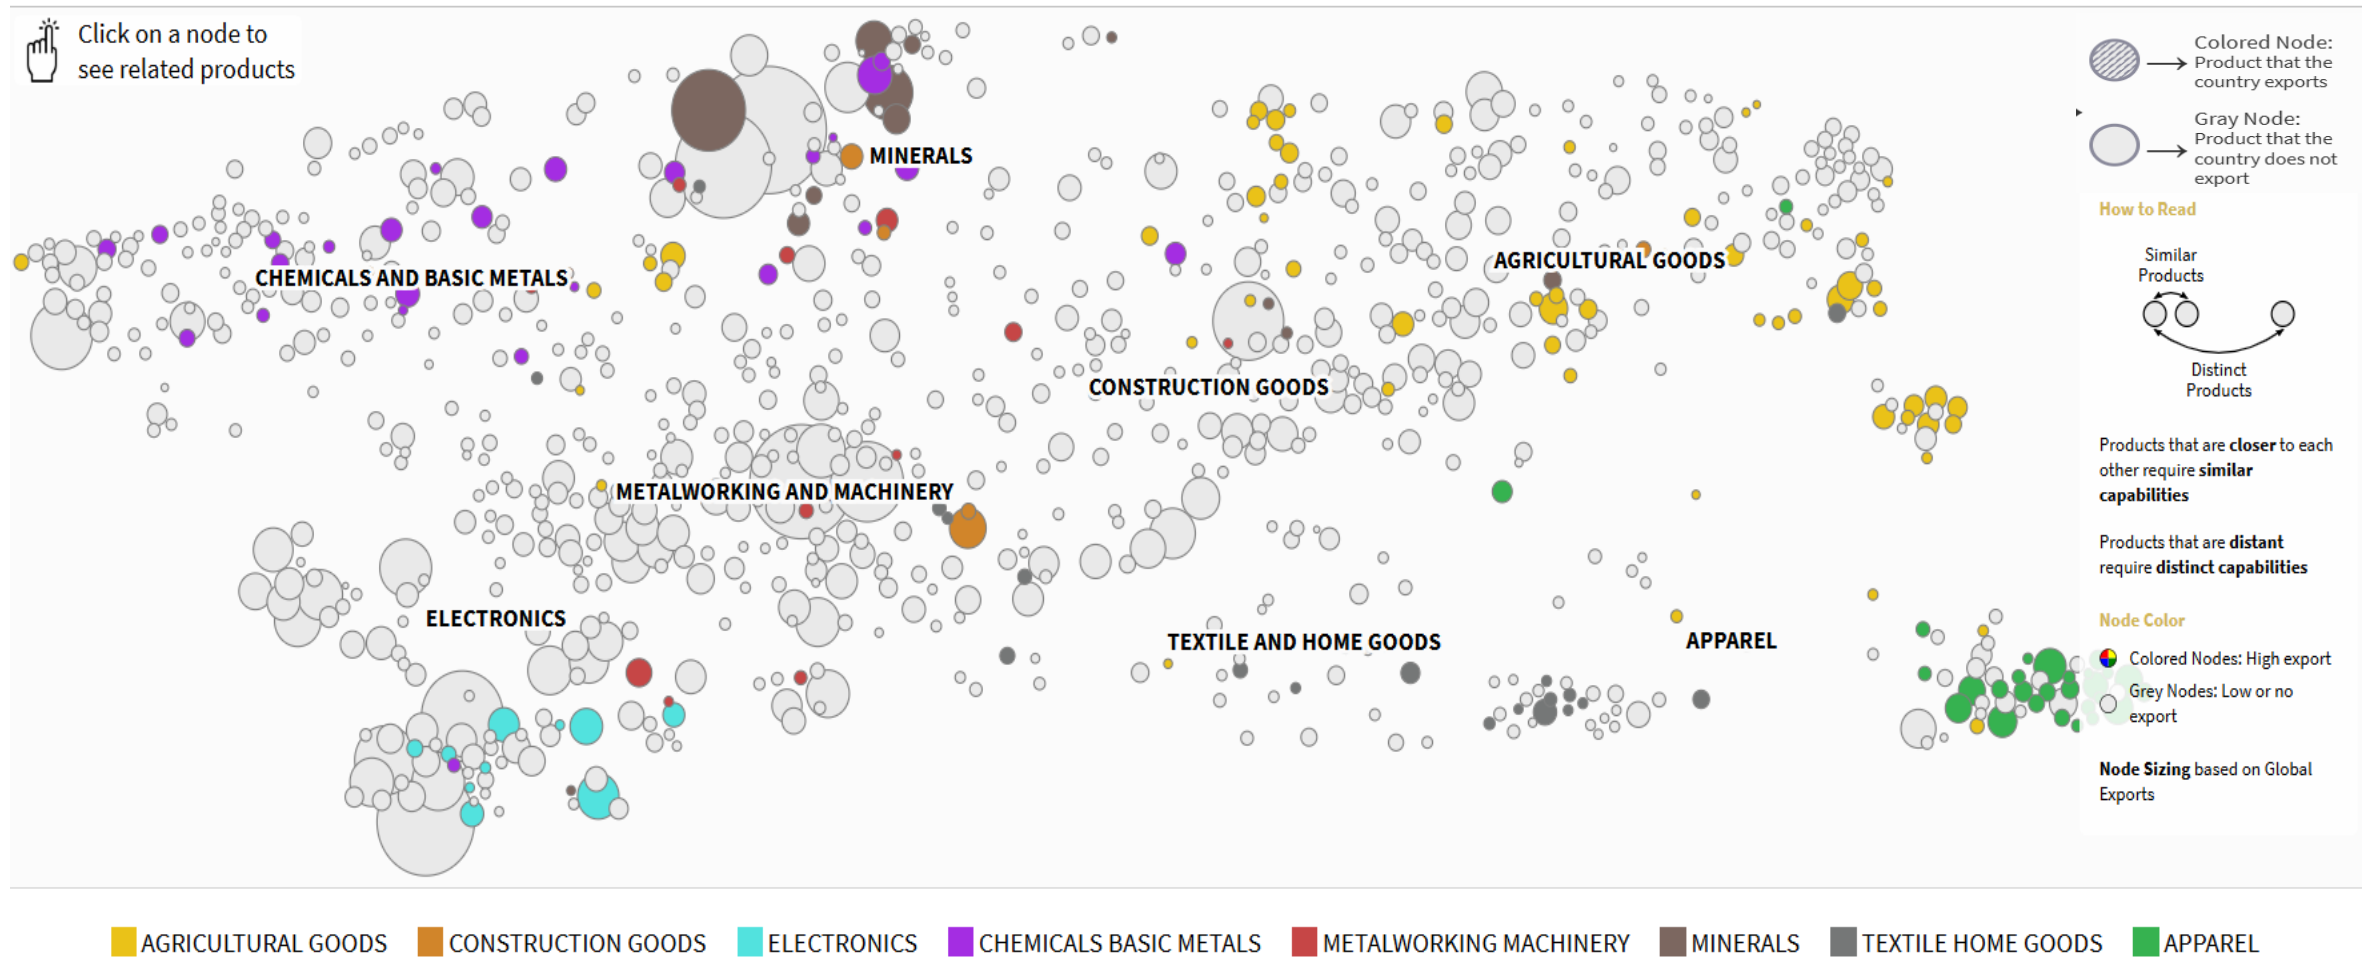 Click on a node to
see related products
MINERALS
CHEMICALS AND BASIC METALS
AGRICULTURAL GOODS
CONSTRUCTION GOODS
METALWORKING AND MACHINERY
ELECTRONICS
TEXTILE AND HOME GOODS
APPAREL
Colored Node:
Product that the
country exports
Gray Node:
Product that the
country does not
export
How to Read
Similar
Products
Distinct
Products
Products that are closer to each
other require similar
capabilities
Products that are distant
require distinct capabilities
Node Color
Colored Nodes: High export
Grey Nodes: Low or no
export
Node Sizing based on Global
Exports
AGRICULTURAL GOODS
CONSTRUCTION GOODS
ELECTRONICS
CHEMICALS BASIC METALS
METALWORKING MACHINERY
MINERALS
TEXTILE HOME GOODS
APPAREL